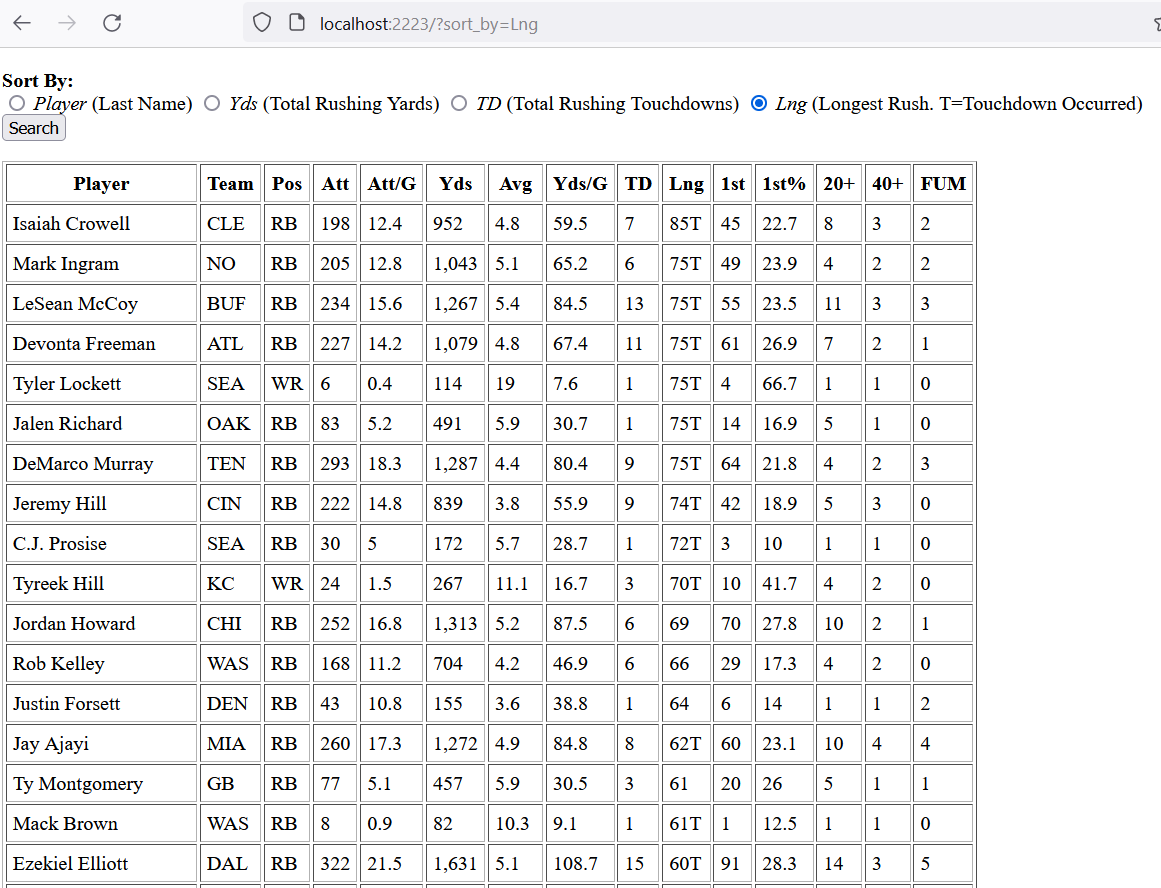 localhost:2223/?sort_by=Lng
Sort By:
Player (Last Name) Yds (Total Rushing Yards) TD (Total Rushing Touchdowns) Lng (Longest Rush. T=Touchdown Occurred)
Search
Player Team Pos Att Att/G Yds Avg Yds/G TD Lng 1st 1st% 20+ 40+ FUM
Isaiah Crowell CLE RB 198 12.4 952 4.8 59.5 7 85T 45 22.7 8 3 2
Mark Ingram NO RB 205 12.8 1,043 5.1 65.2 6 75T 49 23.9 4 2 2
LeSean McCoy BUF RB 234 15.6 1,267 5.4 84.5 13 75T 55 23.5 11 3 3
Devonta Freeman ATL RB 227 14.2 1,079 4.8 67.4 11 75T 61 26.9 7 2 1
Tyler Lockett SEA WR 6 0.4 114 19 7.6 1 75T 4 66.7 1 1 0
Jalen Richard OAK RB 83 5.2 491 5.9 30.7 1 75T 14 16.9 5 1 0
DeMarco Murray TEN RB 293 18.3 1,287 4.4 80.4 9 75T 64 21.8 4 2 3
Jeremy Hill CIN RB 222 14.8 839 3.8 55.9 9 74T 42 18.9 5 3 0
C.J. Prosise SEA RB 30 5 172 5.7 28.7 1 72T 3 10 1 1 0
Tyreek Hill KC WR 24 1.5 267 11.1 16.7 3 70T 10 41.7 4 2 0
Jordan Howard CHI RB 252 16.8 1,313 5.2 87.5 6 69 70 27.8 10 2 1
Rob Kelley WAS RB 168 11.2 704 4.2 46.9 6 66 29 17.3 4 2 0
Justin Forsett DEN RB 43 10.8 155 3.6 38.8 1 64 6 14 1 1 2
Jay Ajayi MIA RB 260 17.3 1,272 4.9 84.8 8 62T 60 23.1 10 4 4
Ty Montgomery GB RB 77 5.1 457 5.9 30.5 3 61 20 26 5 1 1
Mack Brown WAS RB 8 0.9 82 10.3 9.1 1 61T 1 12.5 1 1 0
Ezekiel Elliott DAL RB 322 21.5 1,631 5.1 108.7 15 60T 91 28.3 14 3 5